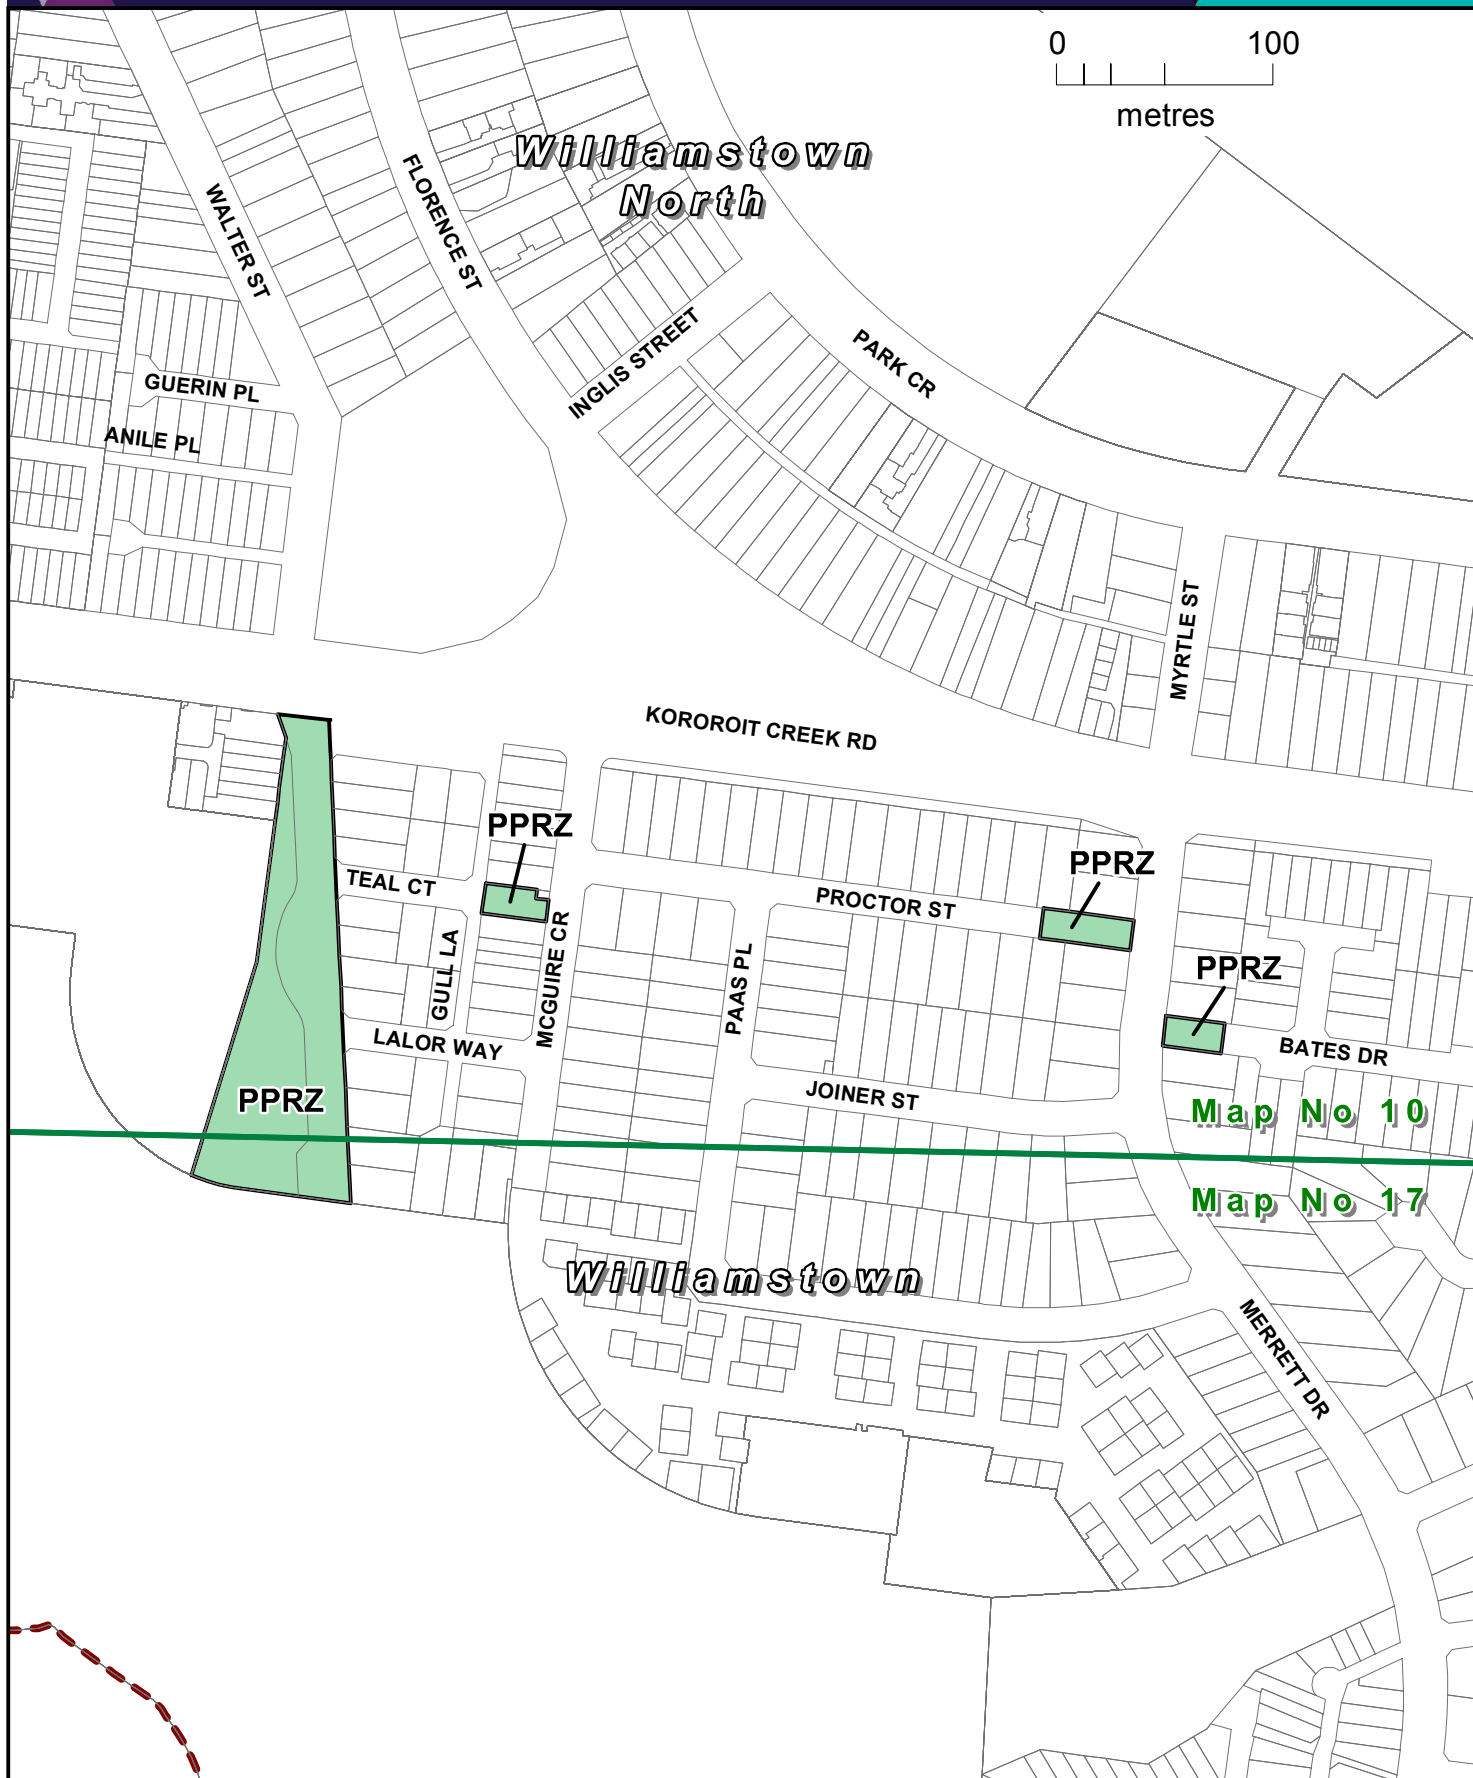 0 100
metres
Williamstown
North
WALTER ST
FLORENCE ST
INGLIS STREET
PARK CR
GUERIN PL
ANILE PL
MYRTLE ST
KOROROIT CREEK RD
PPRZ
PPRZ
TEAL CT
PROCTOR ST
GULL LA
MCGUIRE CR
PAAS PL
PPRZ
LALOR WAY
BATES DR
PPRZ
JOINER ST
Map No 10
Map No 17
Williamstown
MERRETT DR